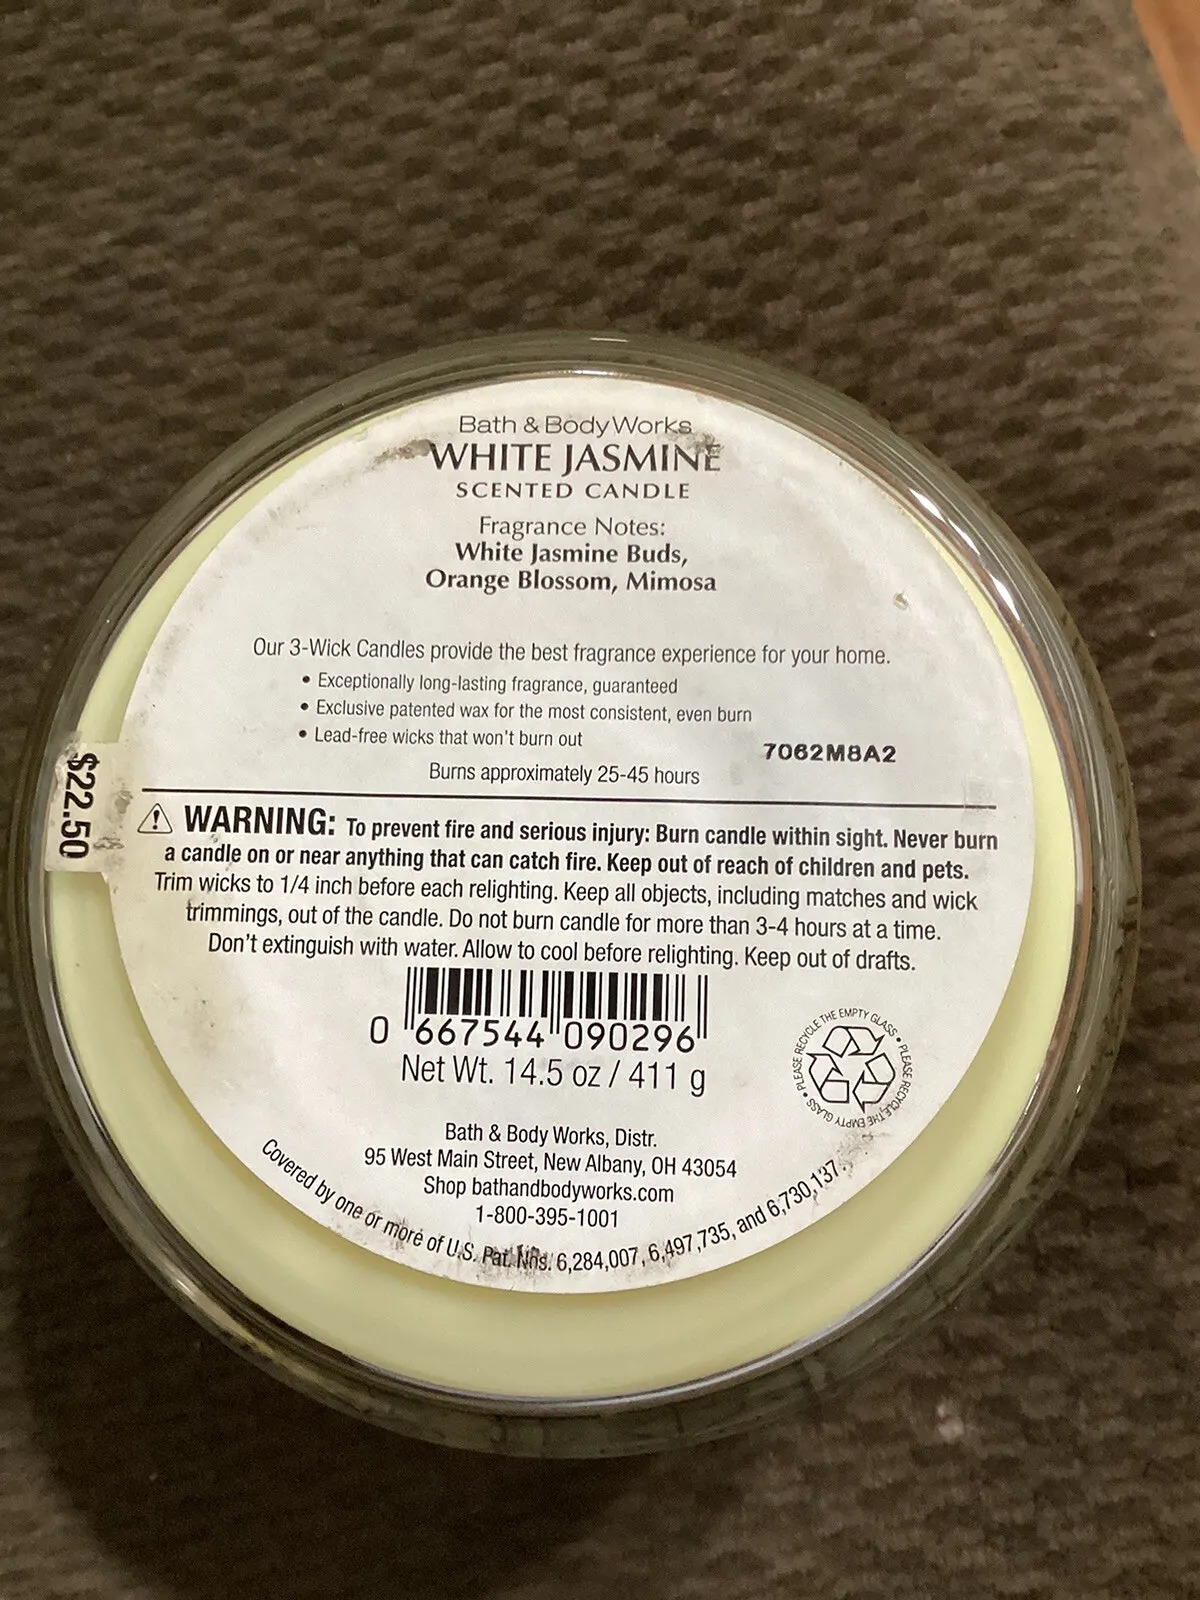 Bath & Body Works
WHITE JASMINE
SCENTED CANDLE
Fragrance Notes:
White Jasmine Buds,
Orange Blossom, Mimosa
Our 3-Wick Candles provide the best fragrance experience for your home.
• Exceptionally long-lasting fragrance, guaranteed
• Exclusive patented wax for the most consistent, even burn
• Lead-free wicks that won't burn out
7062M8A2
Burns approximately 25-45 hours
$22.50
⚠ WARNING: To prevent fire and serious injury: Burn candle within sight. Never burn
a candle on or near anything that can catch fire. Keep out of reach of children and pets.
Trim wicks to 1/4 inch before each relighting. Keep all objects, including matches and wick
trimmings, out of the candle. Do not burn candle for more than 3-4 hours at a time.
Don't extinguish with water. Allow to cool before relighting. Keep out of drafts.
0 667544 090296
Net Wt. 14.5 oz / 411 g
PLEASE RECYCLE THE EMPTY GLASS • PLEASE RECYCLE THE EMPTY GLASS •
Bath & Body Works, Distr.
95 West Main Street, New Albany, OH 43054
Shop bathandbodyworks.com
1-800-395-1001
Covered by one or more of U.S. Pat. Nos. 6,284,007, 6,497,735, and 6,730,137.